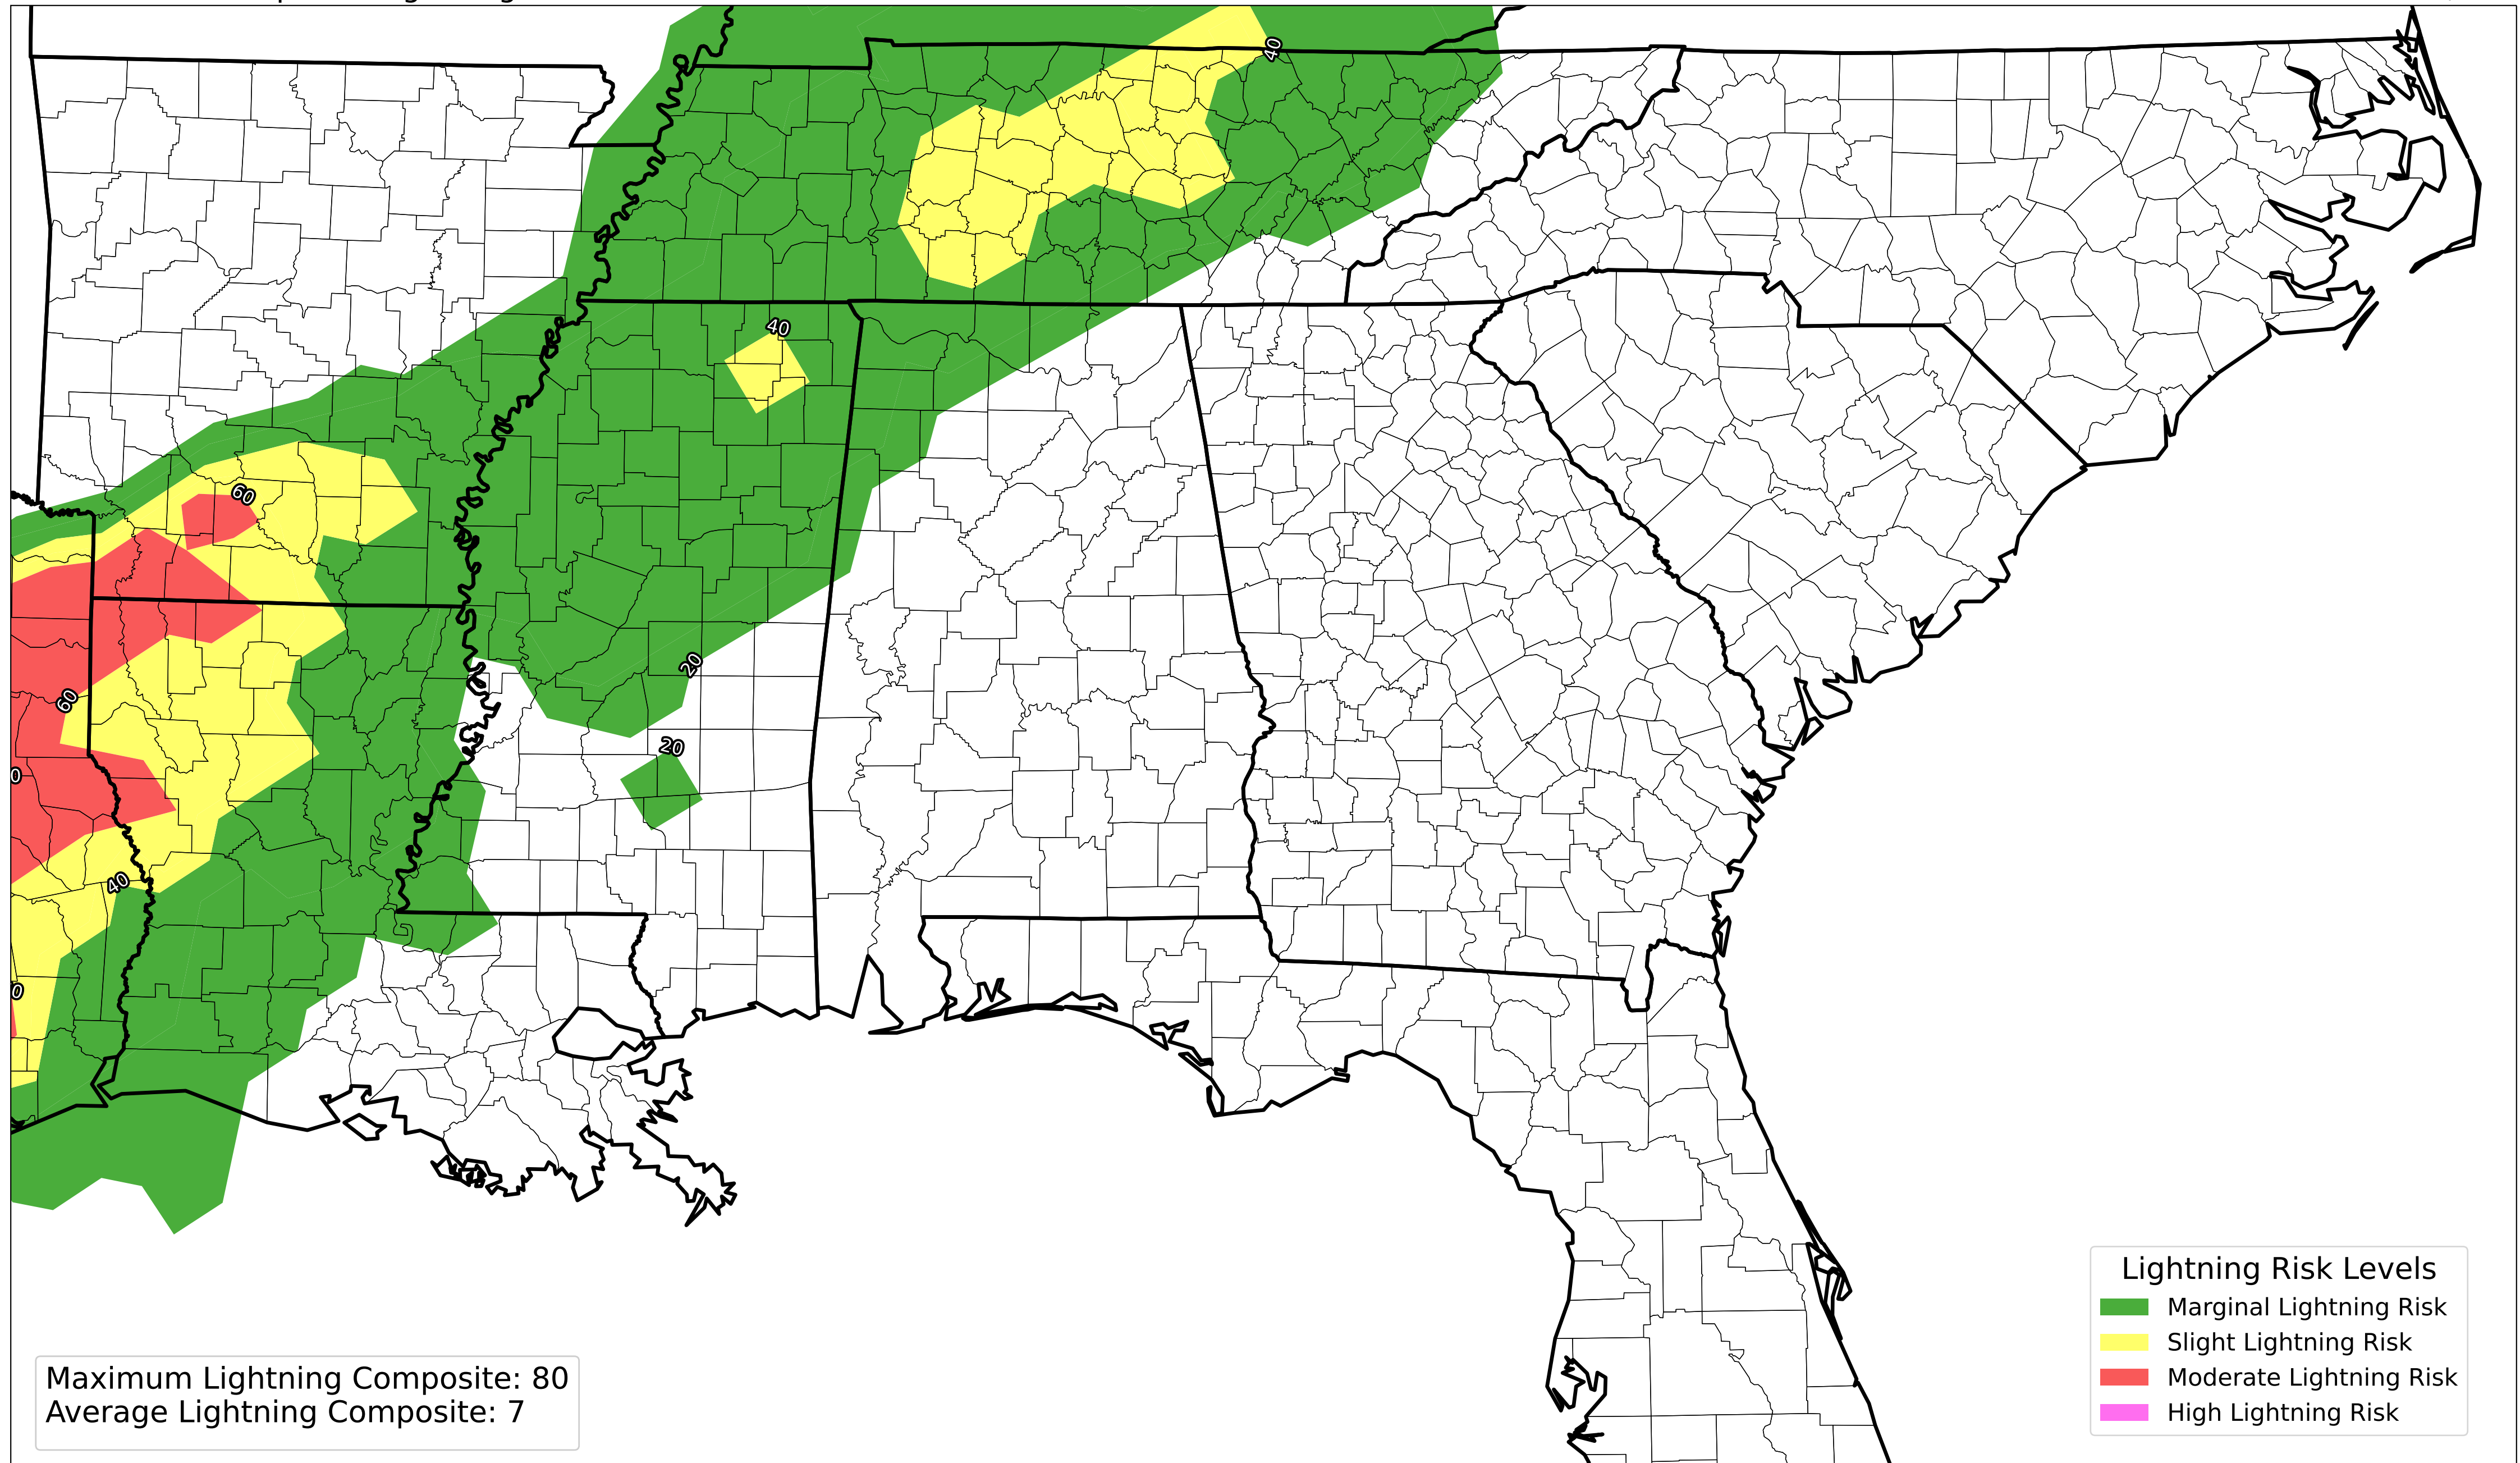 40
40
60
20
60
20
40
Lightning Risk Levels
Marginal Lightning Risk
Slight Lightning Risk
Moderate Lightning Risk
High Lightning Risk
Maximum Lightning Composite: 80
Average Lightning Composite: 7